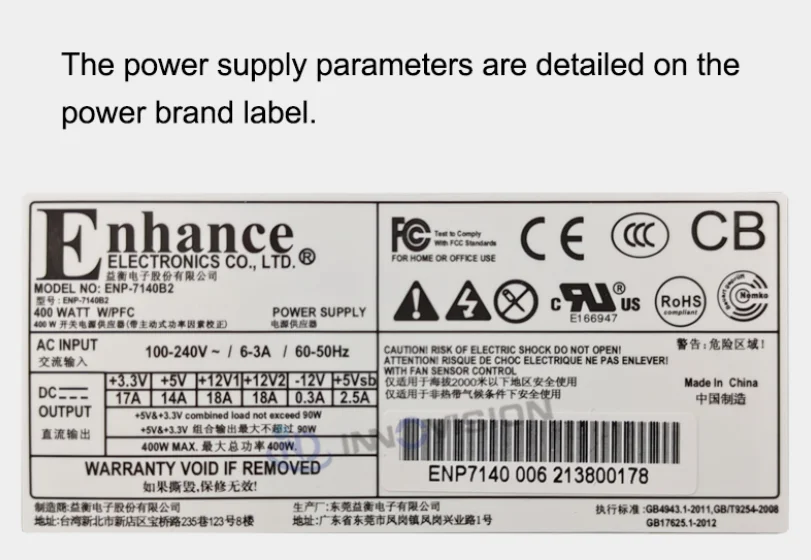 The power supply parameters are detailed on the
power brand label.
Enhance
ELECTRONICS CO., LTD.®
益衡电子股份有限公司
MODEL NO: ENP-7140B2
型号: ENP-7140B2
400 WATT W/PFC POWER SUPPLY
400 W 开关电源供应器(带主动式功率因素校正) 电源供应器
AC INPUT
交流输入
100-240V ~ / 6-3A / 60-50Hz
DC
OUTPUT
直流输出
+3.3V +5V +12V1 +12V2 -12V +5Vsb
17A 14A 18A 18A 0.3A 2.5A
+5V&+3.3V combined load not exceed 90W
+5V&+3.3V 组合输出最大不超过 90W
400W MAX. 最大总功率400W.
WARRANTY VOID IF REMOVED
如果撕毁,保修无效!
FC Test to Comply
With FCC Standards
FOR HOME OR OFFICE USE
CE
CCC
CB
c RU® US
E166947
RoHS
compliant
Nemko
CAUTION! RISK OF ELECTRIC SHOCK DO NOT OPEN!
ATTENTION! RISQUE DE CHOC ELECTRIQUE NE PAS ENLEVER!
WITH FAN SENSOR CONTROL
仅适用于海拔2000米以下地区安全使用
仅适用于非热带气候条件下安全使用
警告: 危险区域!
Made In China
中国制造
INNOVISION
ENP7140 006 213800178
制造商:益衡电子股份有限公司
地址:台湾新北市新店区宝桥路235巷123号8楼
生产厂:东莞益衡电子有限公司
地址:广东省东莞市凤岗镇凤岗兴业路1号
执行标准:GB4943.1-2011,GB/T9254-2008
GB17625.1-2012